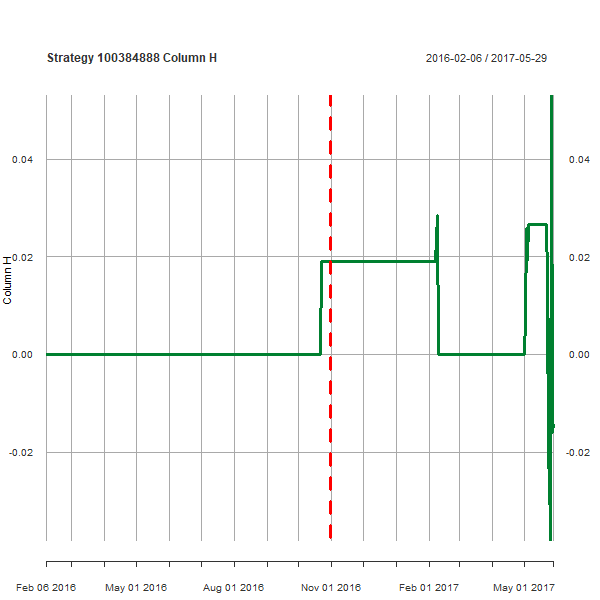 Strategy 100384888 Column H
2016-02-06 / 2017-05-29
Column H
0.04
0.02
0.00
-0.02
0.04
0.02
0.00
-0.02
Feb 06 2016
May 01 2016
Aug 01 2016
Nov 01 2016
Feb 01 2017
May 01 2017